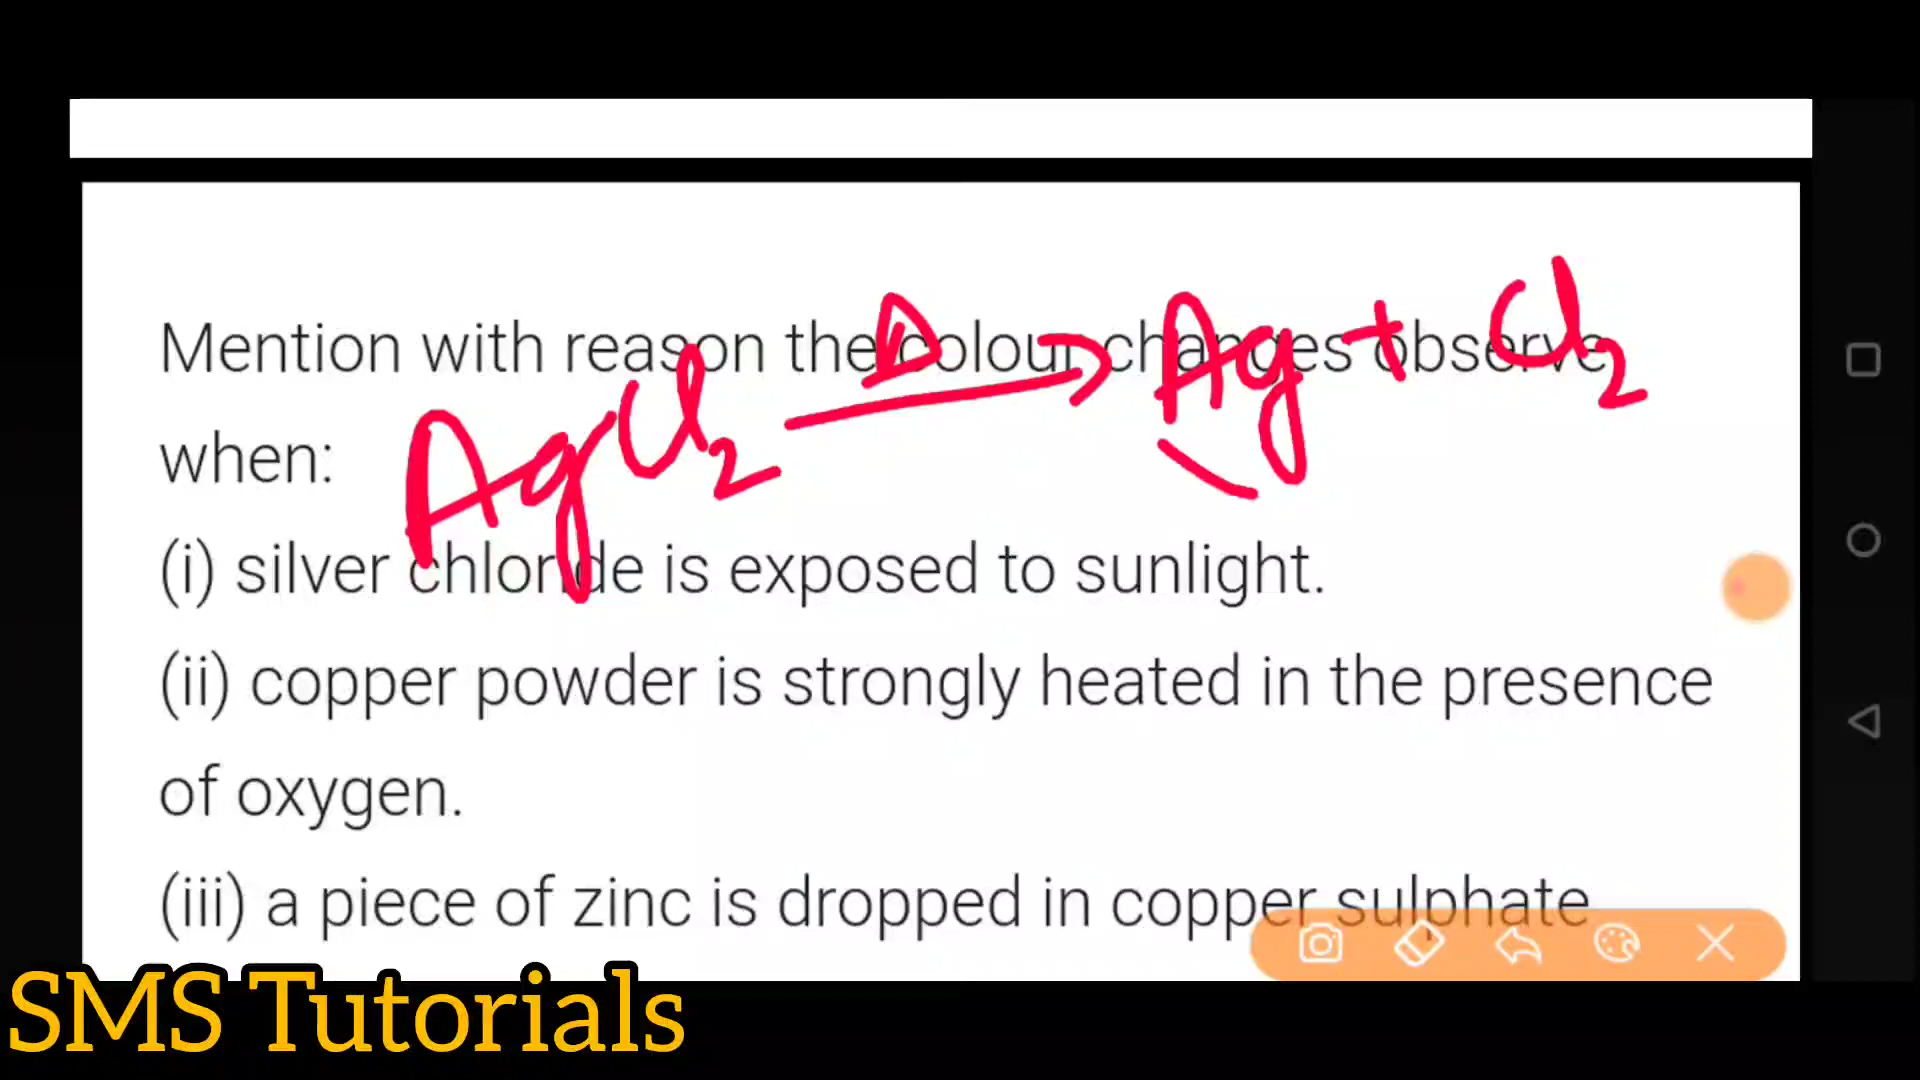 Mention with reason the colour changes observe
when:
AgCl2 →Δ Ag + Cl2
(i) silver chloride is exposed to sunlight.
(ii) copper powder is strongly heated in the presence
of oxygen.
(iii) a piece of zinc is dropped in copper sulphate
SMS Tutorials